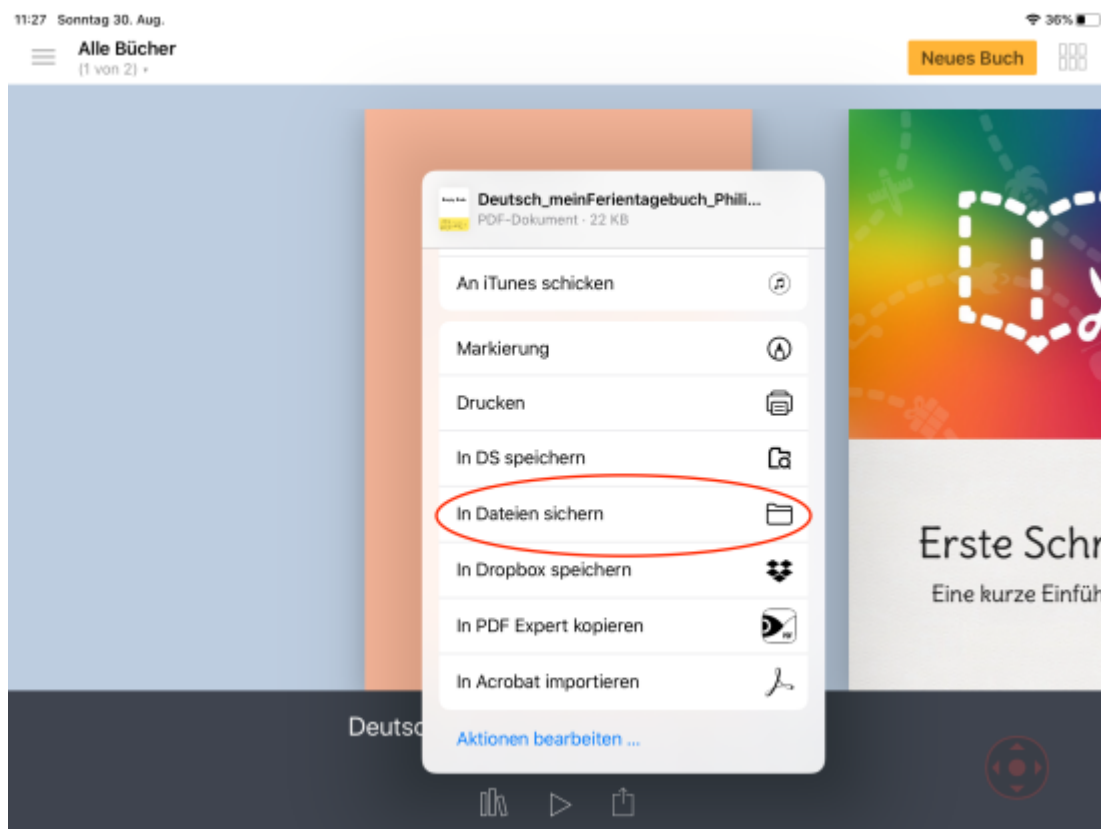 11:27 Sonntag 30. Aug.
36%
Alle Bücher
(1 von 2)
Neues Buch
Deutsch_meinFerientagebuch_Phili...
PDF-Dokument · 22 KB
An iTunes schicken
Markierung
Drucken
In DS speichern
In Dateien sichern
In Dropbox speichern
In PDF Expert kopieren
In Acrobat importieren
Aktionen bearbeiten ...
Erste Schr
Eine kurze Einfüh
Deutsc